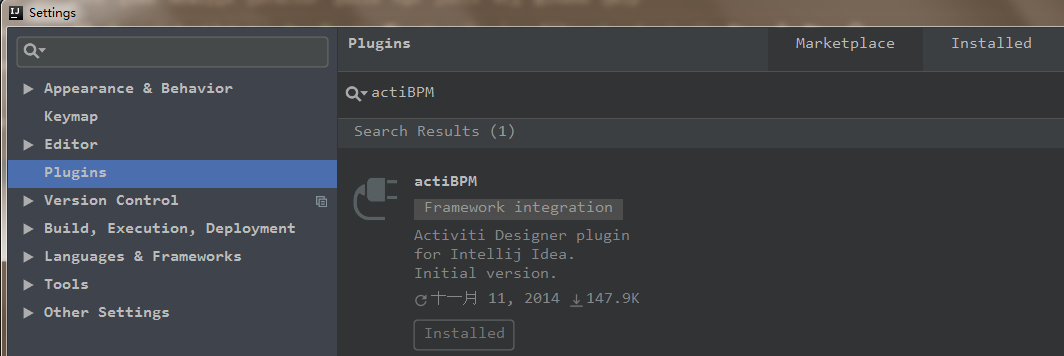 Settings
Appearance & Behavior
Keymap
Editor
Plugins
Version Control
Build, Execution, Deployment
Languages & Frameworks
Tools
Other Settings
Plugins
Marketplace
Installed
actiBPM
Search Results (1)
actiBPM
Framework integration
Activiti Designer plugin
for Intellij Idea.
Initial version.
十一月 11, 2014 147.9K
Installed